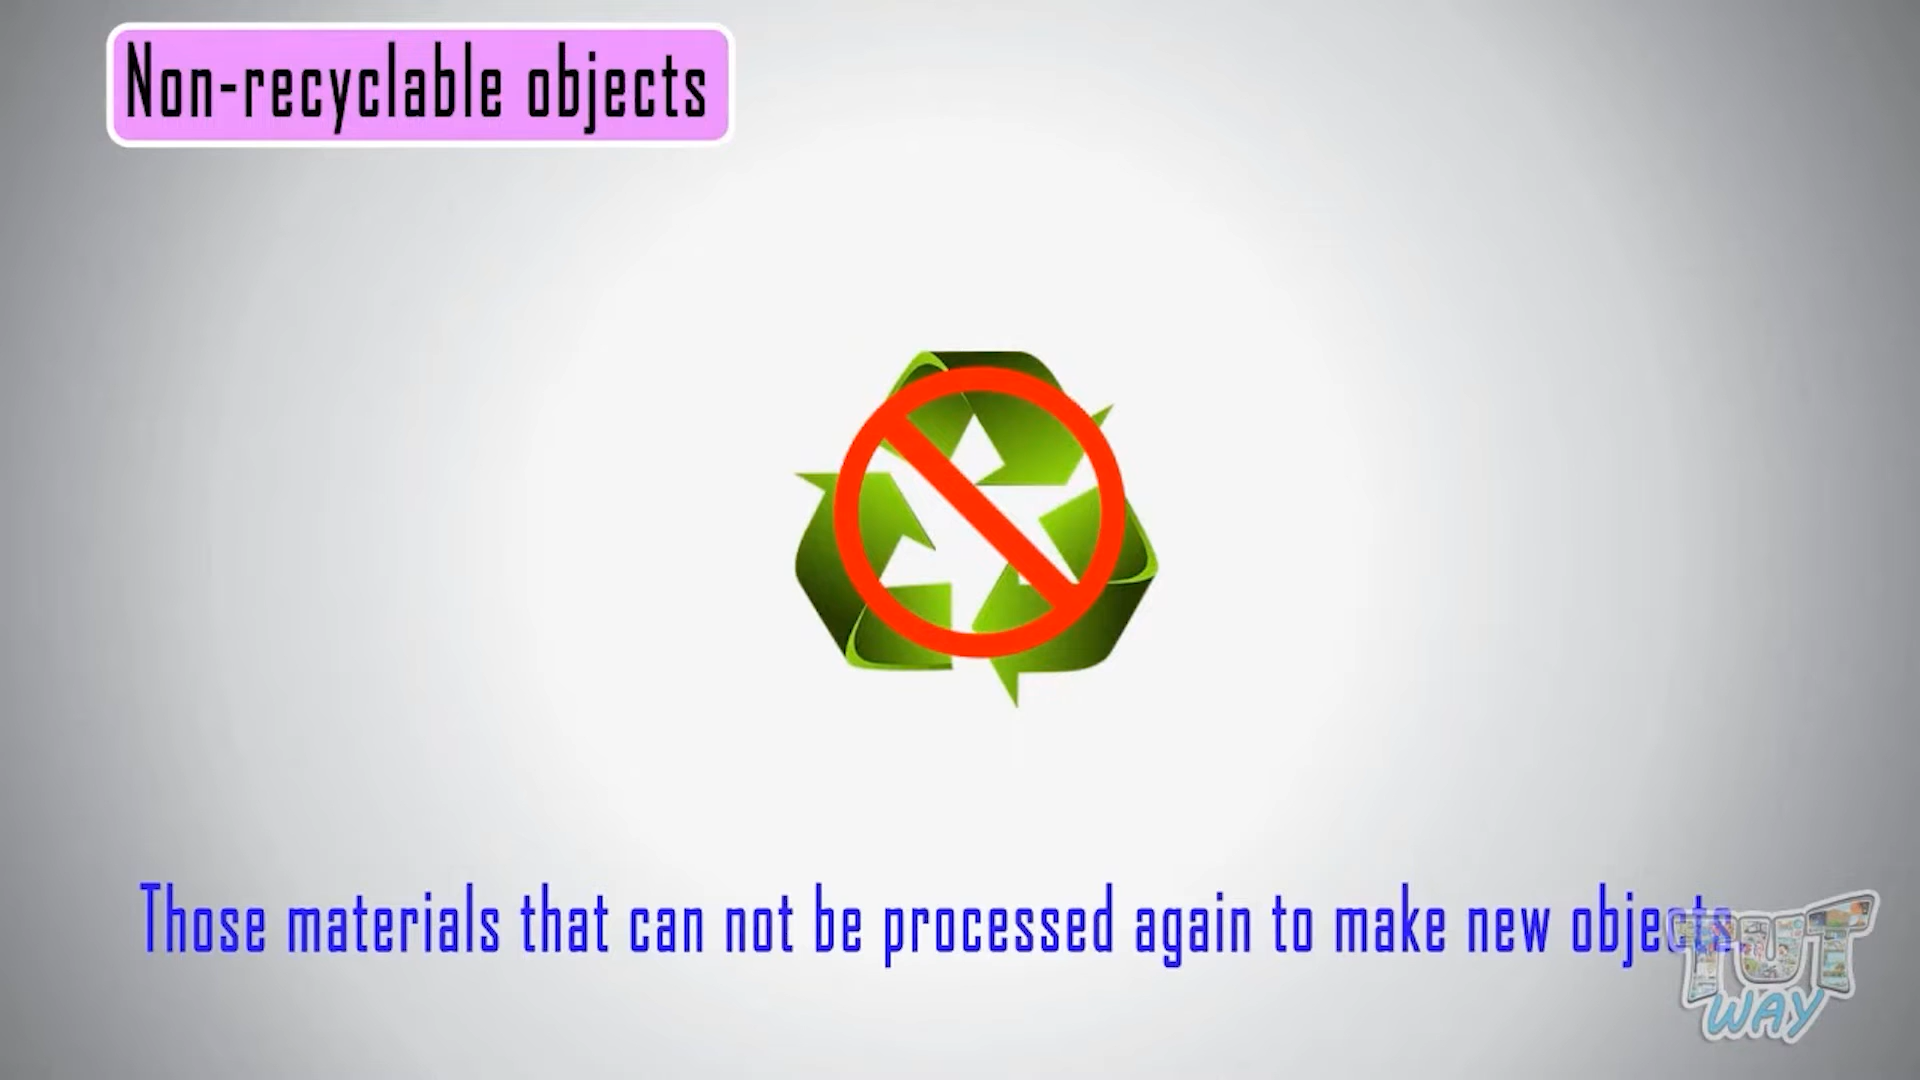 Non-recyclable objects
Those materials that can not be processed again to make new objects
TUT
WAY